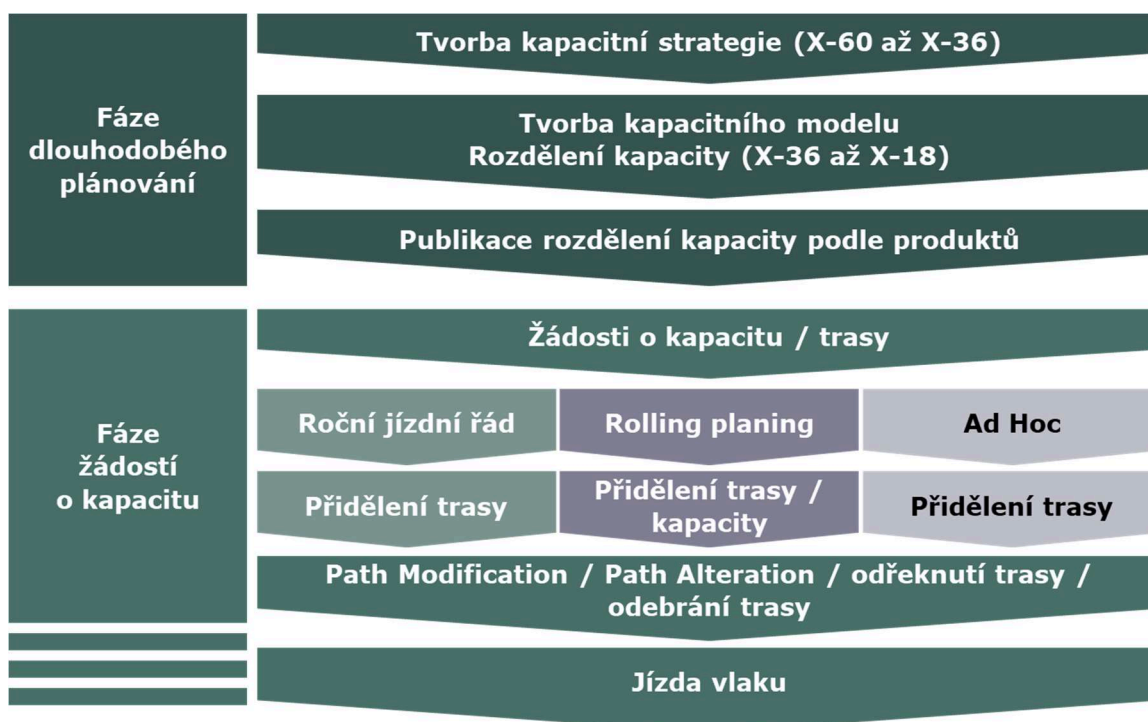 Fáze
dlouhodobého
plánování
Tvorba kapacitní strategie (X-60 až X-36)
Tvorba kapacitního modelu
Rozdělení kapacity (X-36 až X-18)
Publikace rozdělení kapacity podle produktů
Fáze
žádostí
o kapacitu
Žádosti o kapacitu / trasy
Roční jízdní řád
Rolling planing
Ad Hoc
Přidělení trasy
Přidělení trasy /
kapacity
Přidělení trasy
Path Modification / Path Alteration / odřeknutí trasy /
odebrání trasy
Jízda vlaku